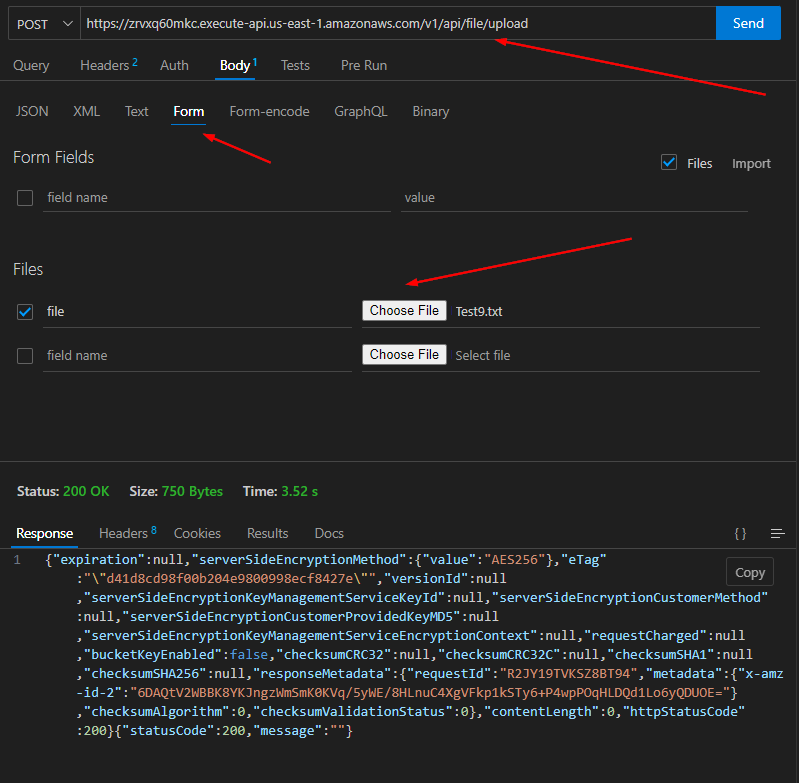 POST https://zrvxq60mkc.execute-api.us-east-1.amazonaws.com/v1/api/file/upload Send
Query Headers 2 Auth Body 1 Tests Pre Run
JSON XML Text Form Form-encode GraphQL Binary
Form Fields
Files Import
field name value
Files
file Choose File Test9.txt
field name Choose File Select file
Status: 200 OK Size: 750 Bytes Time: 3.52 s
Response Headers 8 Cookies Results Docs { }
1 {"expiration":null,"serverSideEncryptionMethod":{"value":"AES256"},"eTag"
:"\"d41d8cd98f00b204e9800998ecf8427e\"","versionId":null
,"serverSideEncryptionKeyManagementServiceKeyId":null,"serverSideEncryptionCustomerMethod"
:null,"serverSideEncryptionCustomerProvidedKeyMD5":null
,"serverSideEncryptionKeyManagementServiceEncryptionContext":null,"requestCharged":null
,"bucketKeyEnabled":false,"checksumCRC32":null,"checksumCRC32C":null,"checksumSHA1":null
,"checksumSHA256":null,"responseMetadata":{"requestId":"R2JY19TVKSZ8BT94","metadata":{"x-amz
-id-2":"6DAQtV2WBBK8YKJngzWmSmK0KVq/5yWE/8HLnuC4XgVFkp1kSTy6+P4wpPOqHLDQd1Lo6yQDUOE="}
,"checksumAlgorithm":0,"checksumValidationStatus":0},"contentLength":0,"httpStatusCode"
:200}{"statusCode":200,"message":""}
Copy